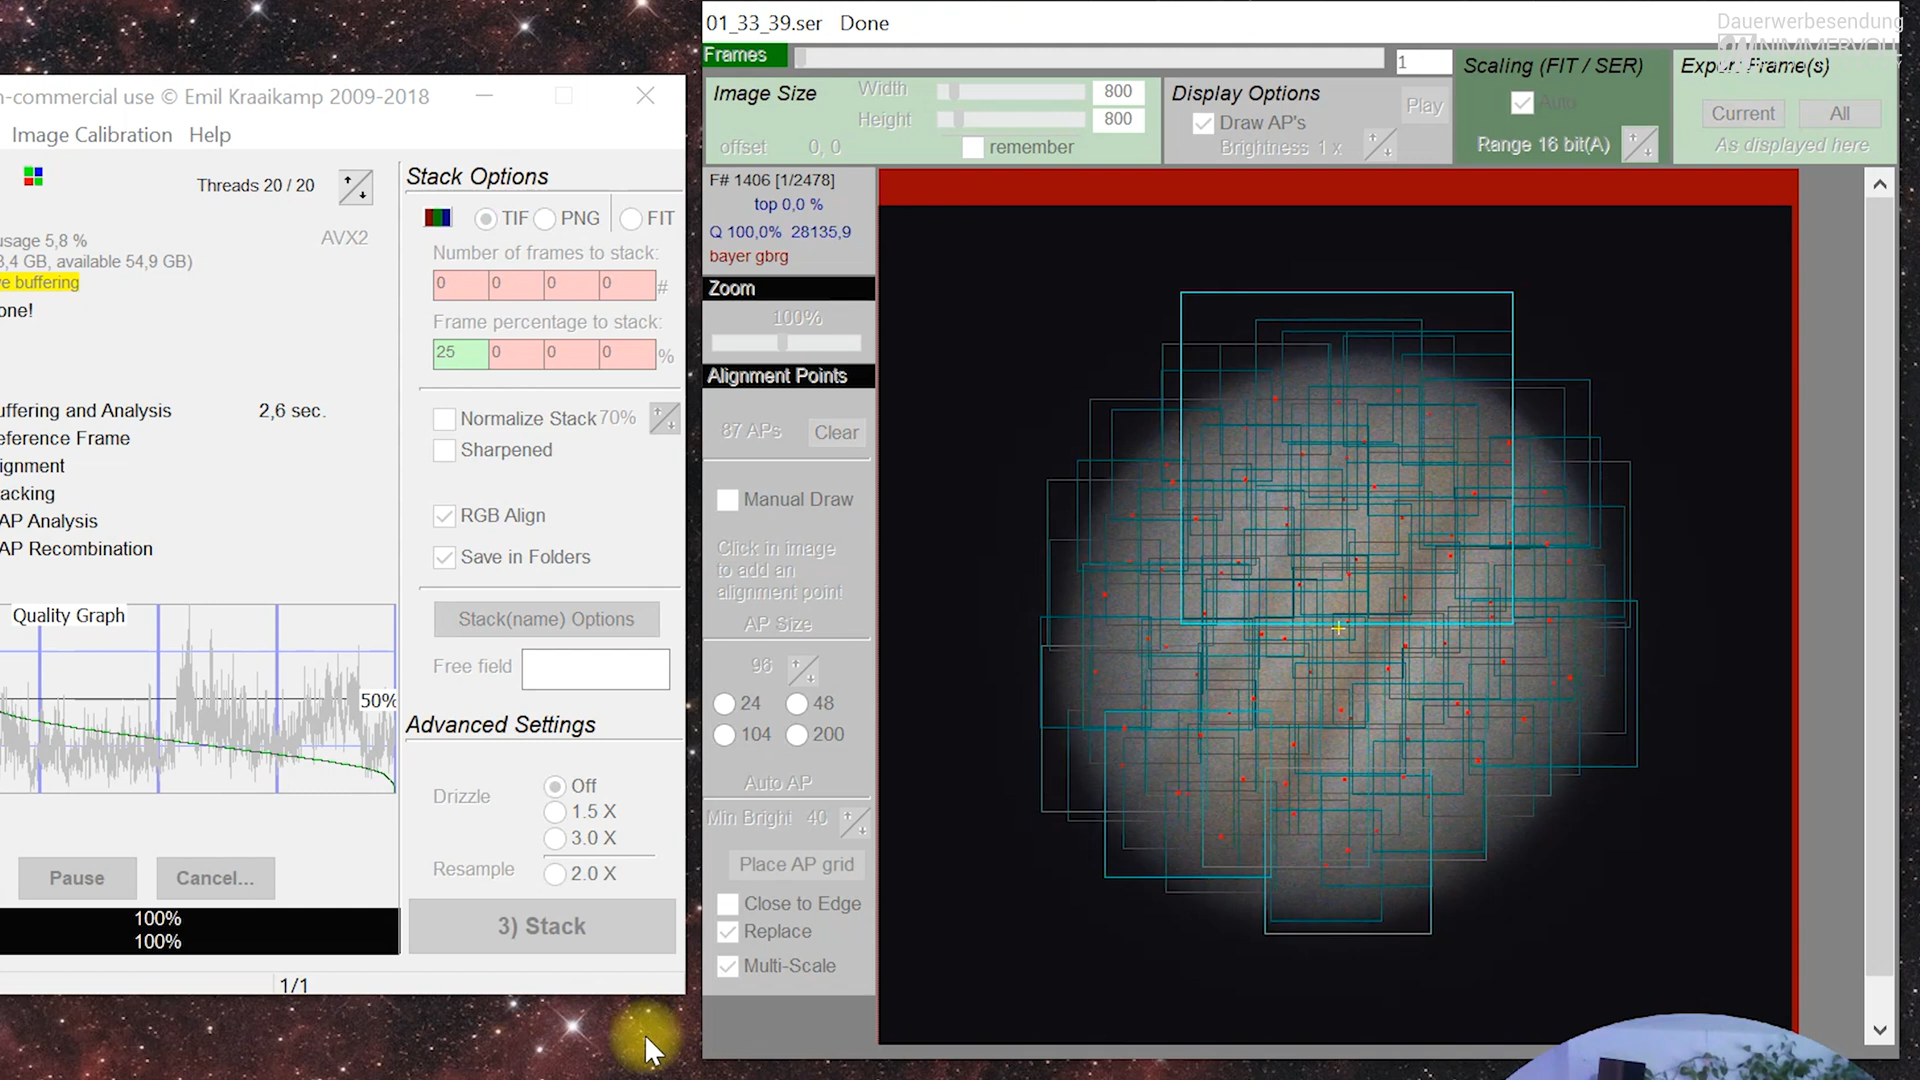 n-commercial use © Emil Kraaikamp 2009-2018
Image Calibration Help
Threads 20 / 20
usage 5,8 %
AVX2
3,4 GB, available 54,9 GB)
ve buffering
one!
uffering and Analysis 2,6 sec.
eference Frame
ignment
acking
AP Analysis
AP Recombination
Quality Graph
50%
Pause Cancel...
100%
100%
1/1
Stack Options
TIF PNG FIT
Number of frames to stack:
0 0 0 0 #
Frame percentage to stack:
25 0 0 0 %
Normalize Stack 70%
Sharpened
RGB Align
Save in Folders
Stack(name) Options
Free field
Advanced Settings
Drizzle
Off
1.5 X
3.0 X
Resample 2.0 X
3) Stack
01_33_39.ser Done
Frames
1
Image Size
Width 800
Height 800
offset 0, 0
remember
Display Options
Draw AP's
Brightness 1 x
Play
Scaling (FIT / SER)
Auto
Range 16 bit(A)
Export Frame(s)
Current All
As displayed here
Dauerwerbesendung
F# 1406 [1/2478]
top 0,0 %
Q 100,0% 28135,9
bayer gbrg
Zoom
100%
Alignment Points
87 APs Clear
Manual Draw
Click in image
to add an
alignment point
AP Size
96
24 48
104 200
Auto AP
Min Bright 40
Place AP grid
Close to Edge
Replace
Multi-Scale